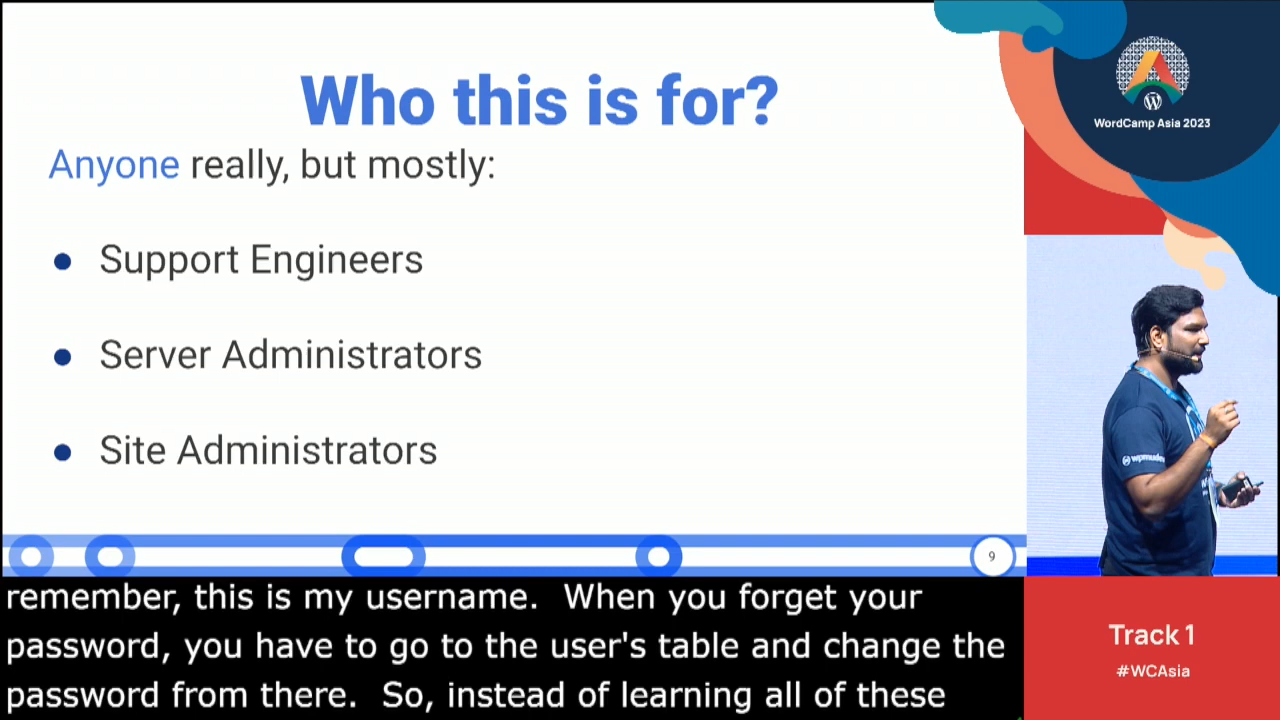 Who this is for?
Anyone really, but mostly:
Support Engineers
Server Administrators
Site Administrators
9
remember, this is my username.  When you forget your
password, you have to go to the user's table and change the
password from there.  So, instead of learning all of these
WordCamp Asia 2023
wpmudev
Track 1
#WCAsia